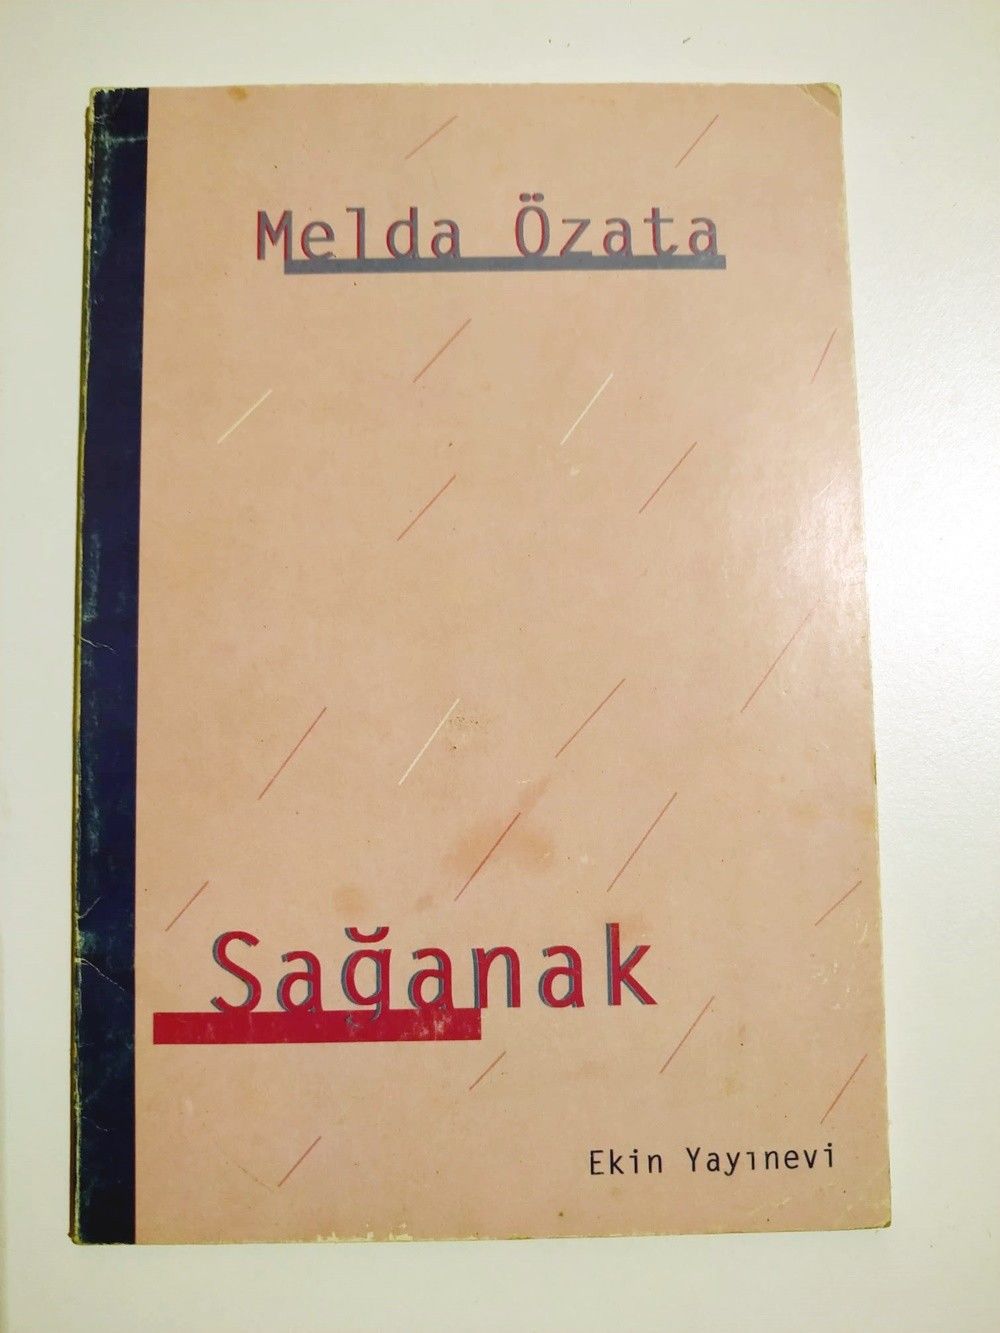 Melda Özata
Sağanak
Ekin Yayınevi